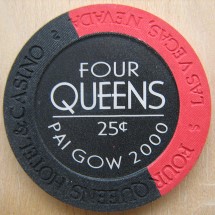 FOUR
QUEENS
25¢
PAI GOW 2000
FOUR QUEENS HOTEL & CASINO
LAS VEGAS, NEVADA